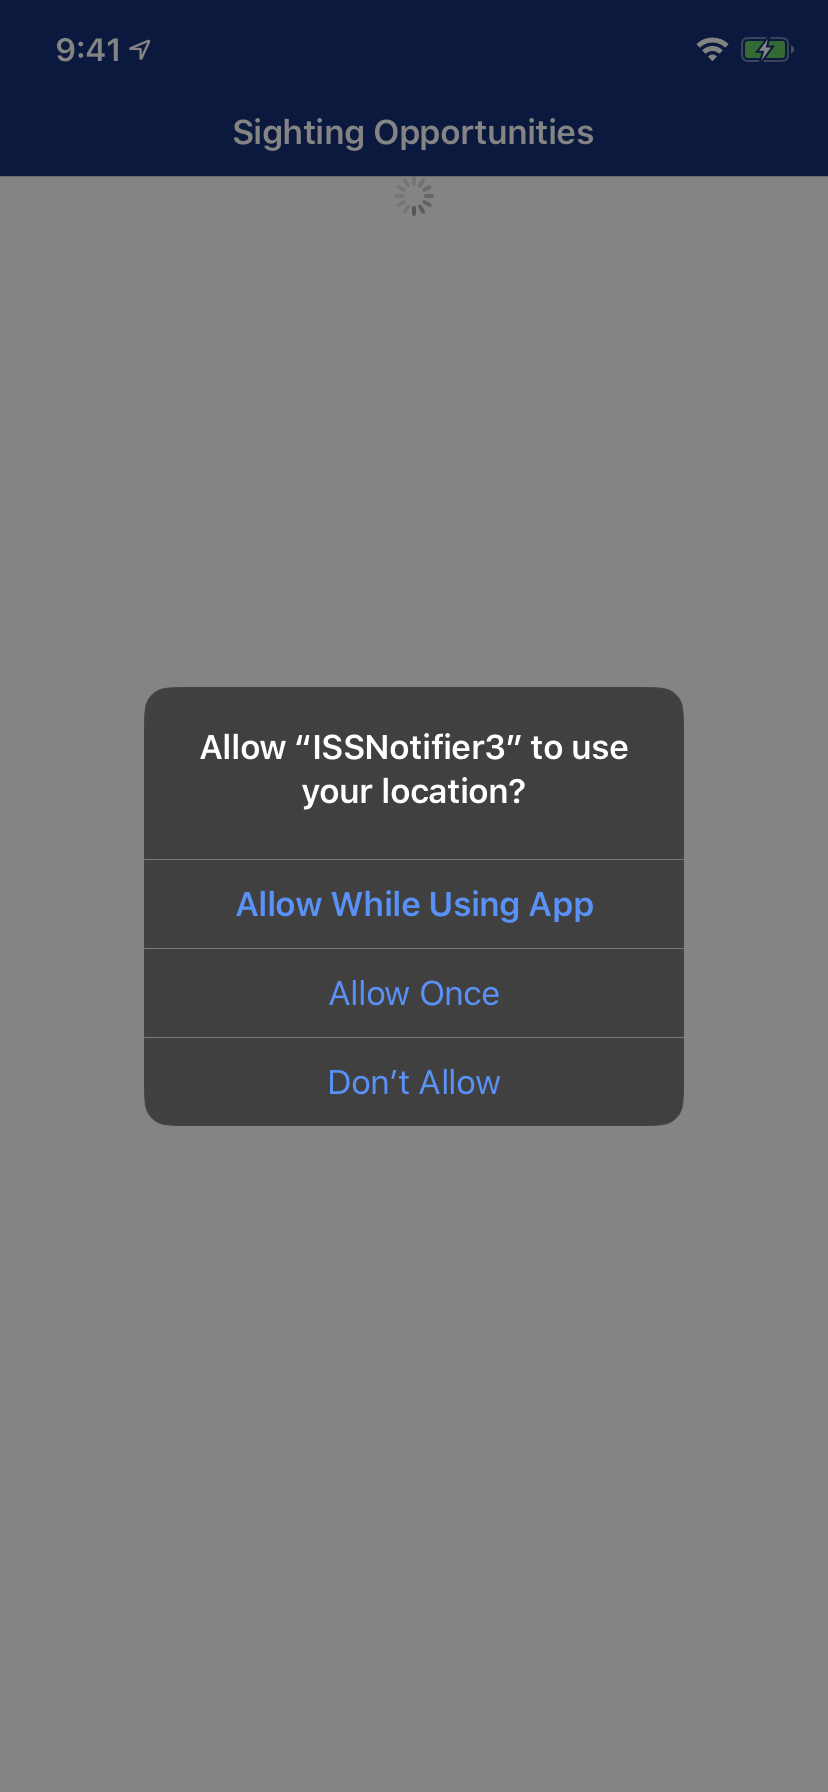 9:41
Sighting Opportunities
Allow “ISSNotifier3” to use
your location?
Allow While Using App
Allow Once
Don’t Allow